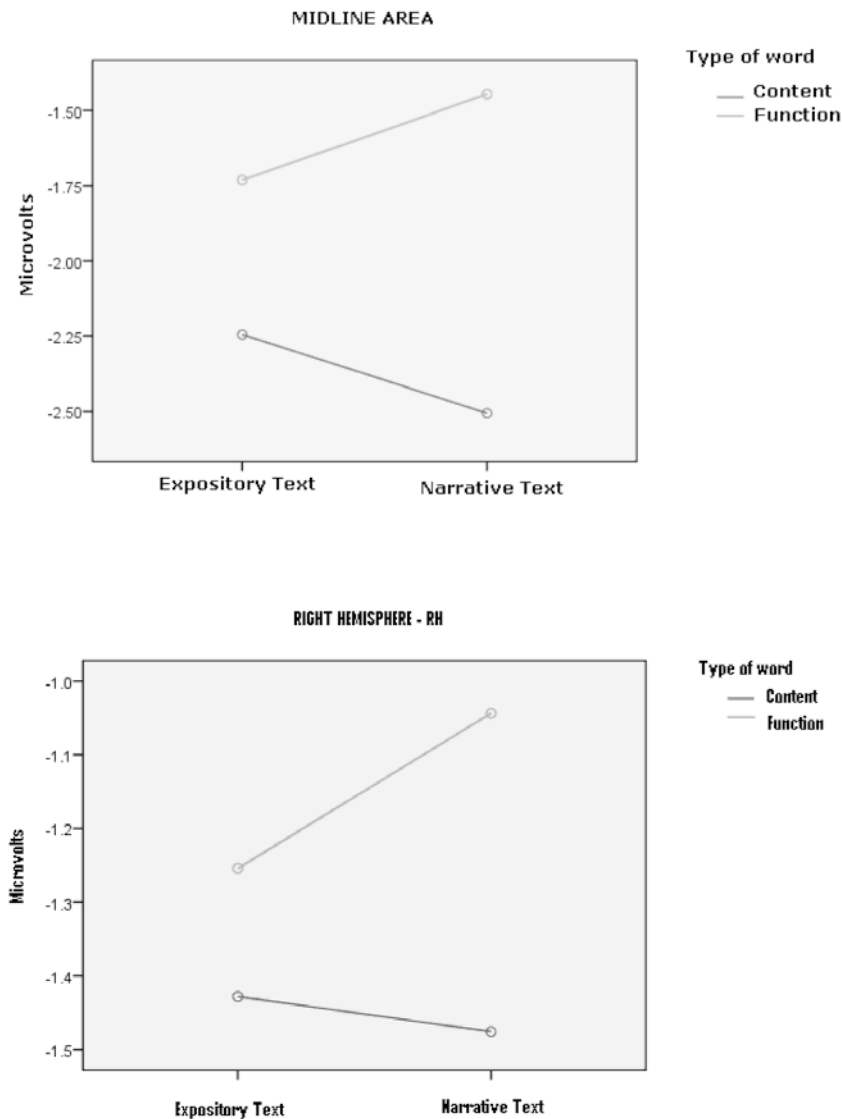 MIDLINE AREA
Type of word
Content
Function
Microvolts
-1.50
-1.75
-2.00
-2.25
-2.50
Expository Text
Narrative Text
RIGHT HEMISPHERE - RH
Type of word
Content
Function
Microvolts
-1.0
-1.1
-1.2
-1.3
-1.4
-1.5
Expository Text
Narrative Text